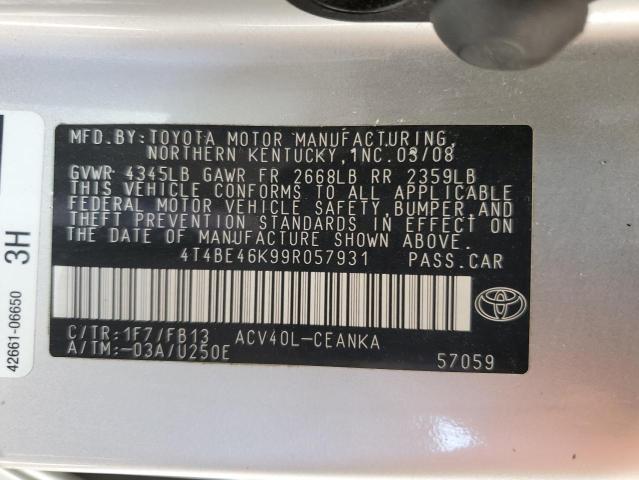 MFD. BY: TOYOTA MOTOR MANUFACTURING,
NORTHERN KENTUCKY, INC. 03/08
GVWR 4345LB GAWR FR 2668LB RR 2359LB
THIS VEHICLE CONFORMS TO ALL APPLICABLE
FEDERAL MOTOR VEHICLE SAFETY, BUMPER, AND
THEFT PREVENTION STANDARDS IN EFFECT ON
THE DATE OF MANUFACTURE SHOWN ABOVE.
4T4BE46K99R057931 PASS.CAR
C/TR:1F7/FB13 ACV40L-CEANKA
A/TM:-03A/U250E 57059
TOYOTA
3H
42661-06650